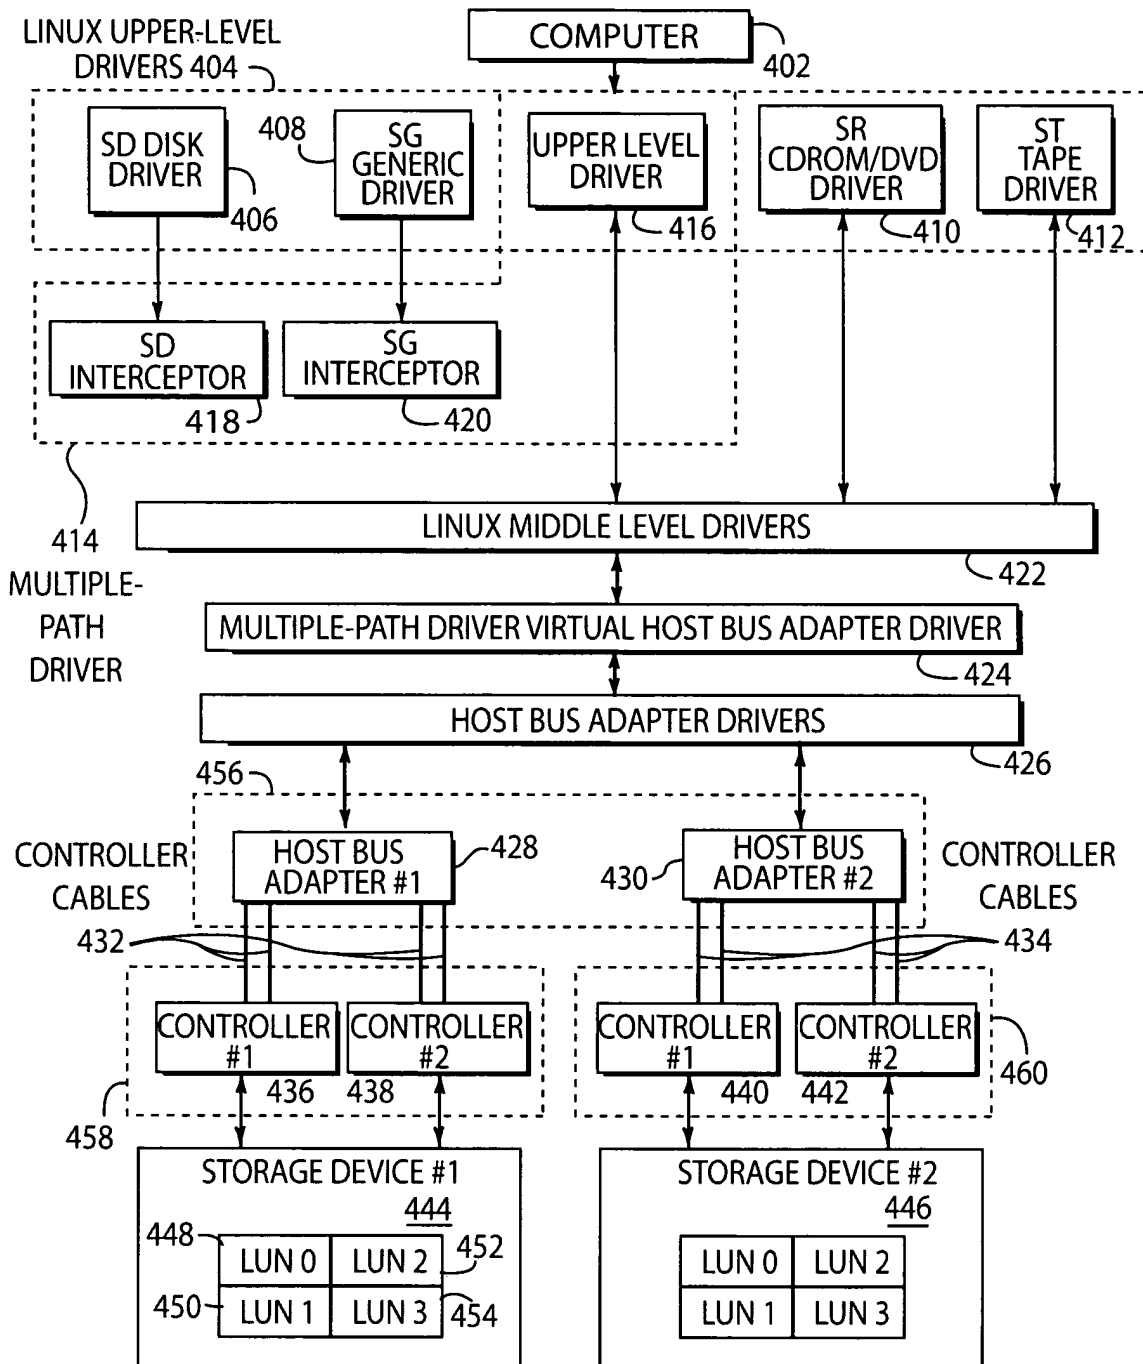 LINUX UPPER-LEVEL
DRIVERS 404
COMPUTER
402
SD DISK
DRIVER
406
408
SG
GENERIC
DRIVER
UPPER LEVEL
DRIVER
416
SR
CDROM/DVD
DRIVER
410
ST
TAPE
DRIVER
412
SD
INTERCEPTOR
418
SG
INTERCEPTOR
420
414
MULTIPLE-
PATH
DRIVER
LINUX MIDDLE LEVEL DRIVERS
422
MULTIPLE-PATH DRIVER VIRTUAL HOST BUS ADAPTER DRIVER
424
HOST BUS ADAPTER DRIVERS
426
456
CONTROLLER
CABLES
432
HOST BUS
ADAPTER #1
428
430
HOST BUS
ADAPTER #2
CONTROLLER
CABLES
434
CONTROLLER
#1
436
CONTROLLER
#2
438
458
CONTROLLER
#1
440
CONTROLLER
#2
442
460
STORAGE DEVICE #1
444
448
LUN 0
LUN 2
452
450
LUN 1
LUN 3
454
STORAGE DEVICE #2
446
LUN 0
LUN 2
LUN 1
LUN 3